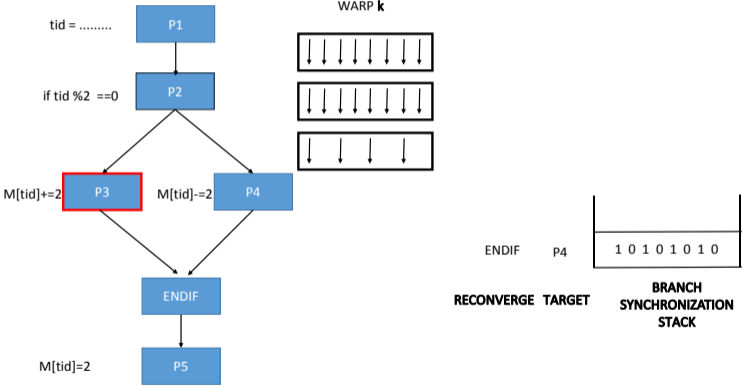 WARP k
tid = .........
P1
if tid %2 ==0
P2
M[tid]+=2
P3
M[tid]-=2
P4
ENDIF
P4
1 0 1 0 1 0 1 0
RECONVERGE TARGET
BRANCH
SYNCHRONIZATION
STACK
ENDIF
M[tid]=2
P5